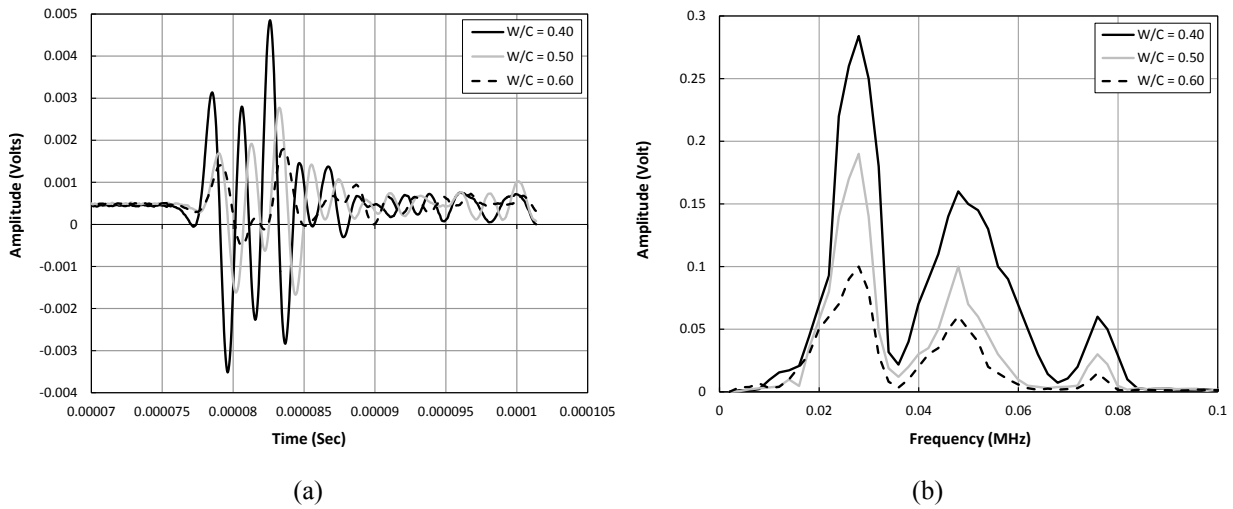 0.005
0.004
0.003
0.002
0.001
0
-0.001
-0.002
-0.003
-0.004
Amplitude (Volts)
0.00007
0.000075
0.00008
0.000085
0.00009
0.000095
0.0001
0.000105
Time (Sec)
W/C = 0.40
W/C = 0.50
W/C = 0.60
(a)
0.3
0.25
0.2
0.15
0.1
0.05
0
Amplitude (Volt)
0
0.02
0.04
0.06
0.08
0.1
Frequency (MHz)
W/C = 0.40
W/C = 0.50
W/C = 0.60
(b)